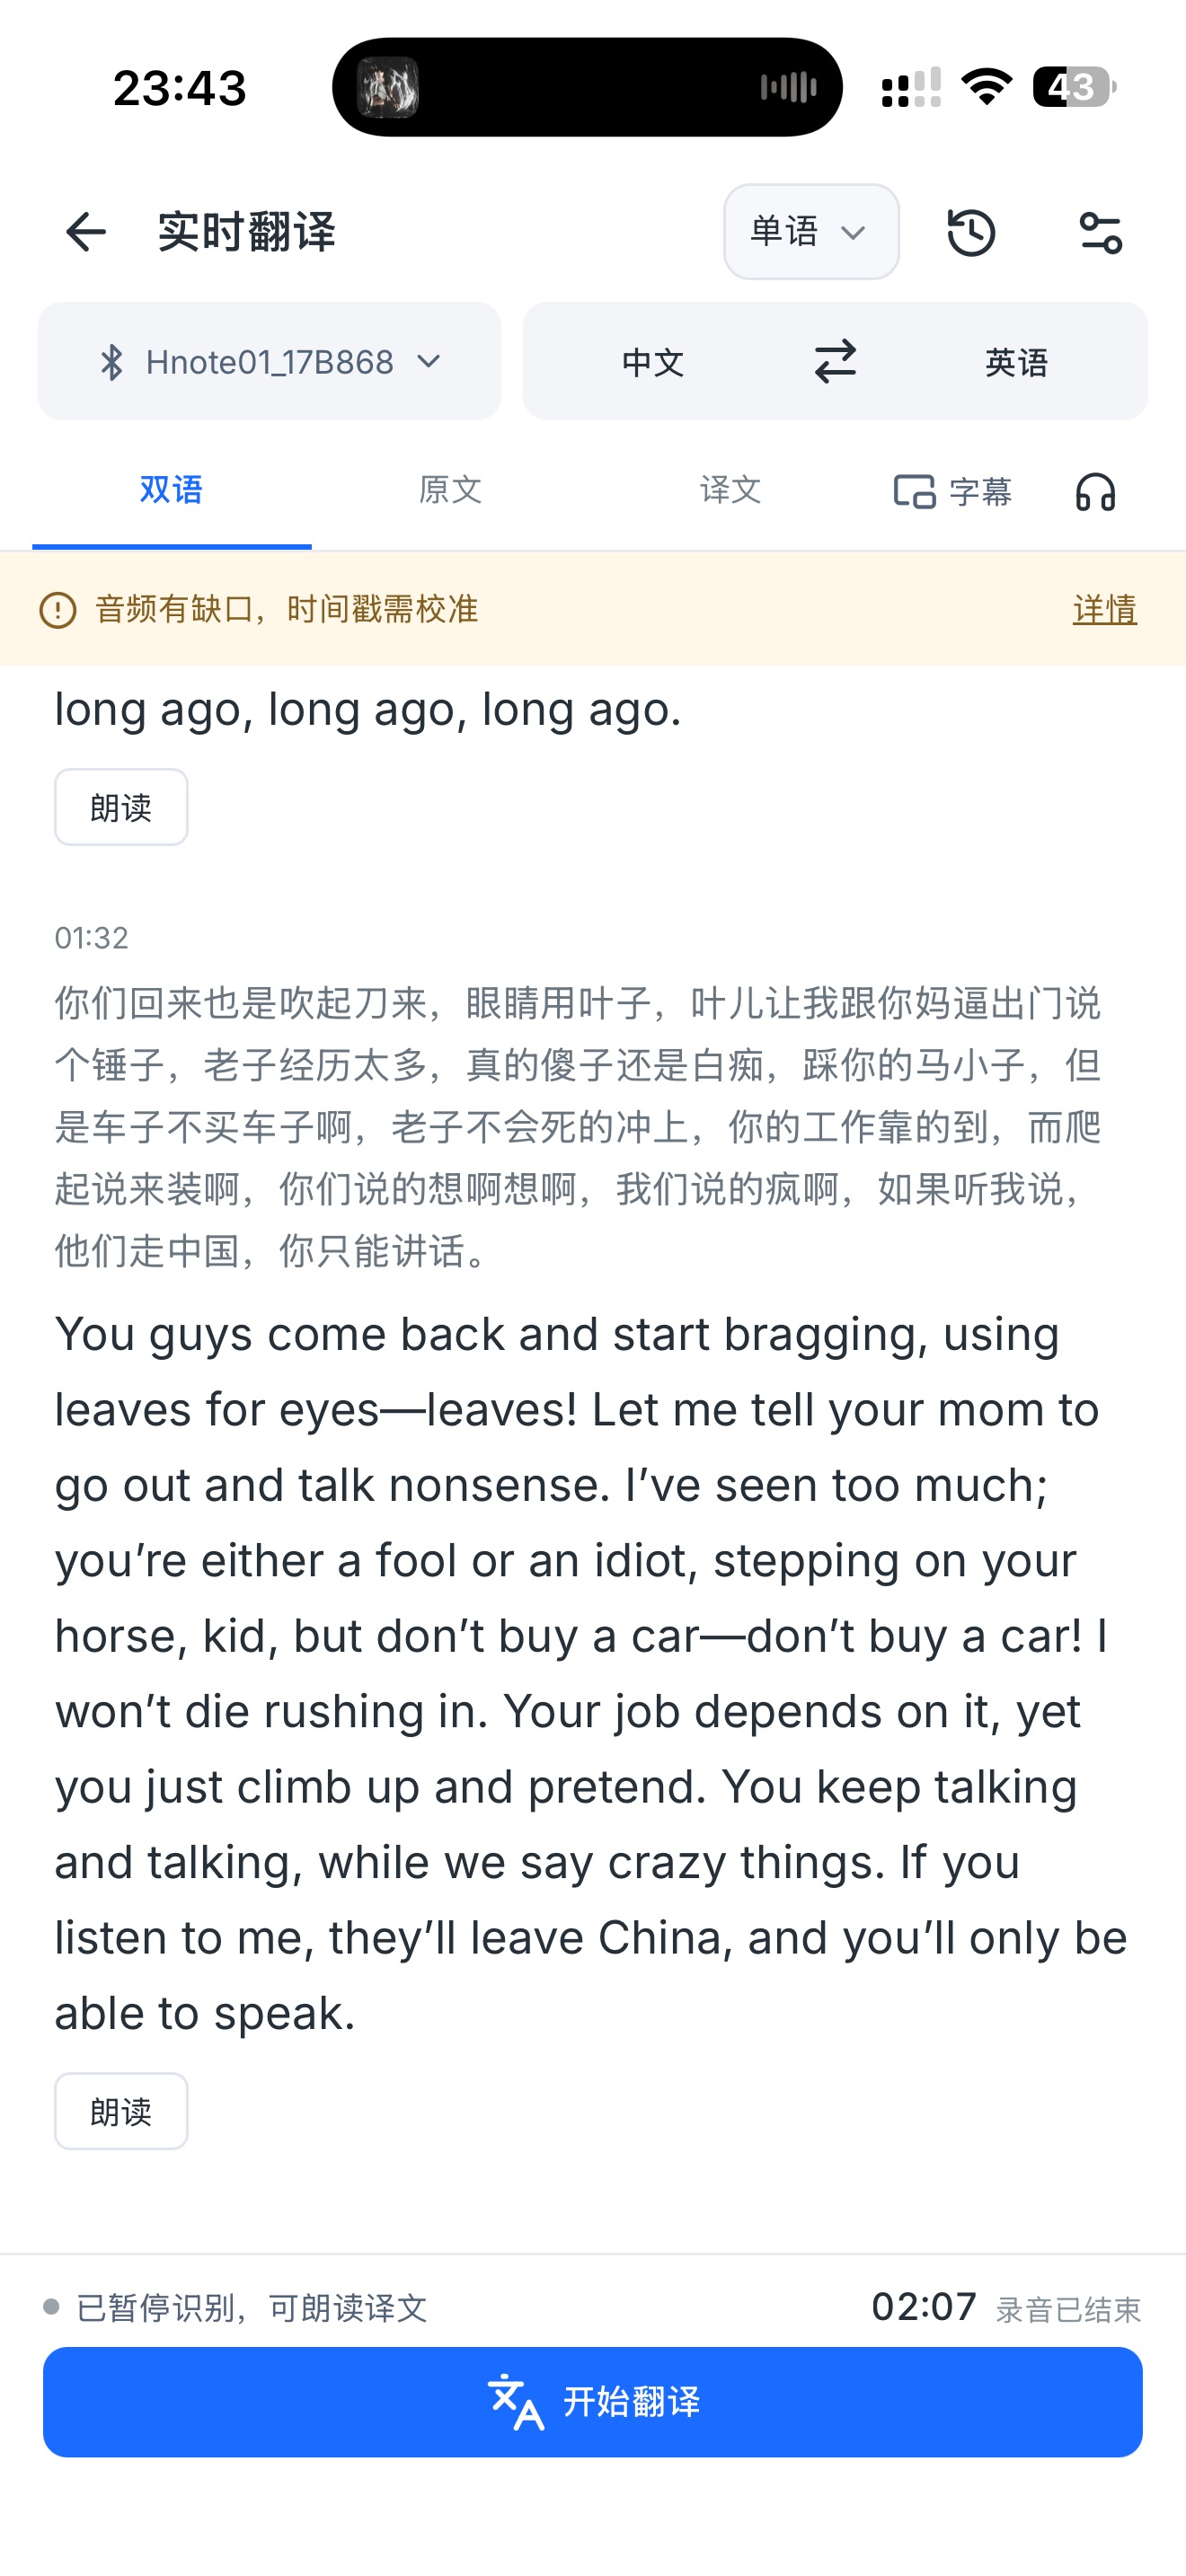 23:43
43
实时翻译
单语
Hnote01_17B868
中文
英语
双语
原文
译文
字幕
音频有缺口，时间戳需校准
详情
long ago, long ago, long ago.
朗读
01:32
你们回来也是吹起刀来，眼睛用叶子，叶儿让我跟你妈逼出门说
个锤子，老子经历太多，真的傻子还是白痴，踩你的马小子，但
是车子不买车子啊，老子不会死的冲上，你的工作靠的到，而爬
起说来装啊，你们说的想啊想啊，我们说的疯啊，如果听我说，
他们走中国，你只能讲话。
You guys come back and start bragging, using
leaves for eyes—leaves! Let me tell your mom to
go out and talk nonsense. I’ve seen too much;
you’re either a fool or an idiot, stepping on your
horse, kid, but don’t buy a car—don’t buy a car! I
won’t die rushing in. Your job depends on it, yet
you just climb up and pretend. You keep talking
and talking, while we say crazy things. If you
listen to me, they’ll leave China, and you’ll only be
able to speak.
朗读
已暂停识别，可朗读译文
02:07 录音已结束
开始翻译